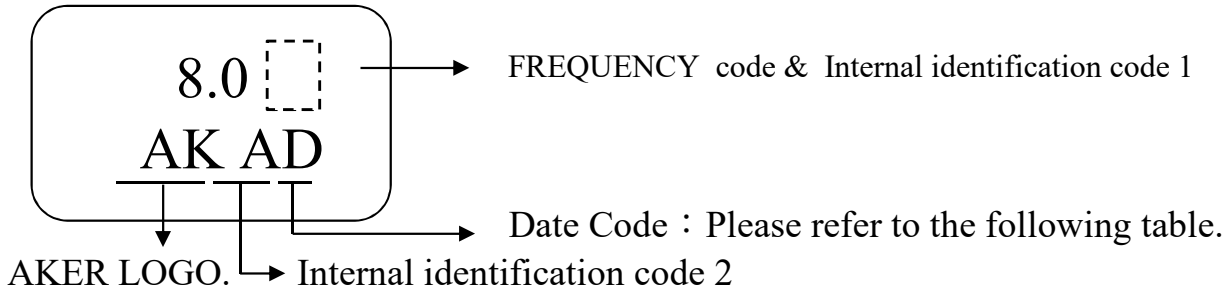 8.0
FREQUENCY code & Internal identification code 1
AK AD
Date Code：Please refer to the following table.
AKER LOGO.
Internal identification code 2